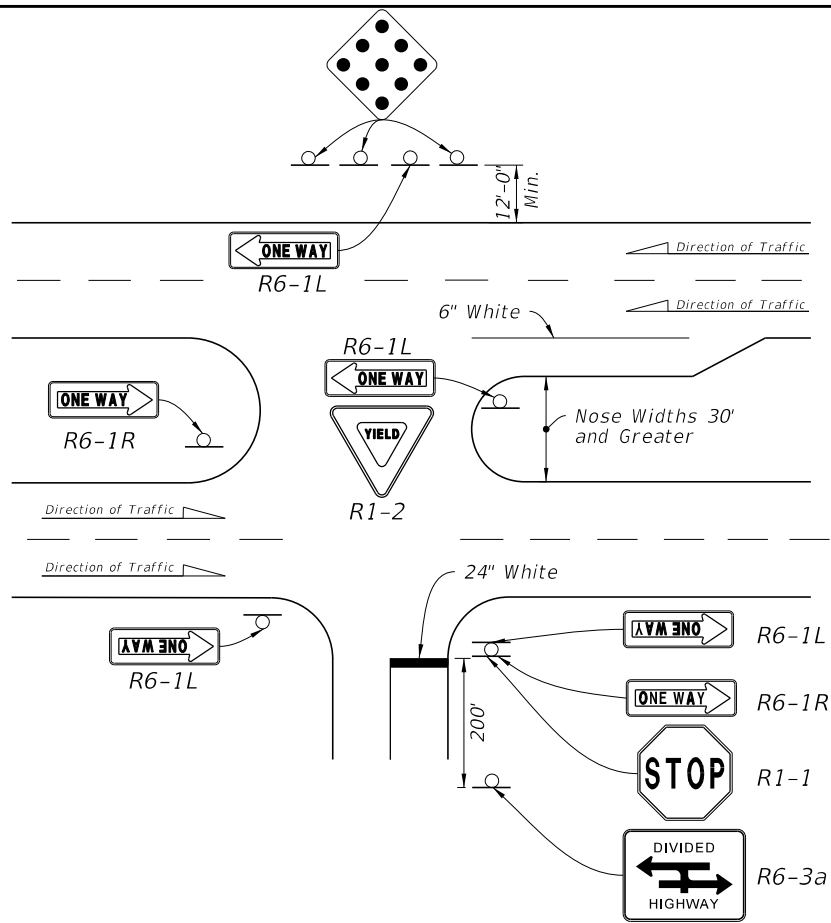 12'-0"
Min.
ONE WAY
R6-1L
Direction of Traffic
Direction of Traffic
6" White
R6-1L
ONE WAY
ONE WAY
R6-1R
YIELD
R1-2
Nose Widths 30'
and Greater
Direction of Traffic
Direction of Traffic
24" White
ONE WAY
R6-1L
ONE WAY
R6-1L
ONE WAY
R6-1R
200'
STOP
R1-1
DIVIDED
HIGHWAY
R6-3a